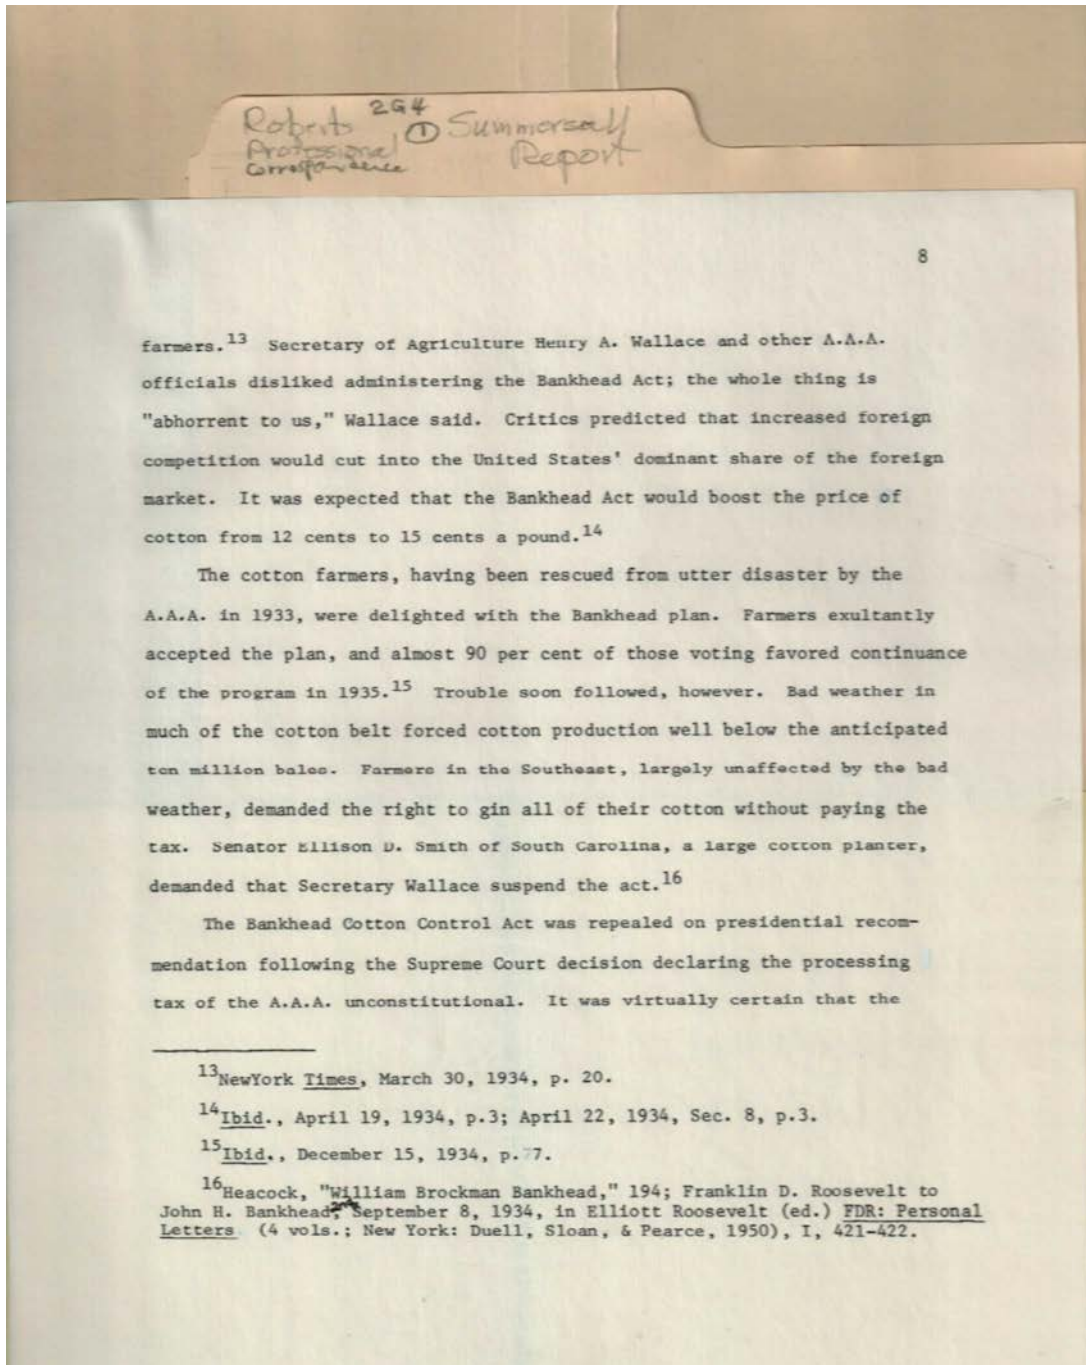 Roberts 2G4 ① Summersall
Professional Report
Correspondence
8
farmers.13 Secretary of Agriculture Henry A. Wallace and other A.A.A.
officials disliked administering the Bankhead Act; the whole thing is
"abhorrent to us," Wallace said. Critics predicted that increased foreign
competition would cut into the United States' dominant share of the foreign
market. It was expected that the Bankhead Act would boost the price of
cotton from 12 cents to 15 cents a pound.14
The cotton farmers, having been rescued from utter disaster by the
A.A.A. in 1933, were delighted with the Bankhead plan. Farmers exultantly
accepted the plan, and almost 90 per cent of those voting favored continuance
of the program in 1935.15 Trouble soon followed, however. Bad weather in
much of the cotton belt forced cotton production well below the anticipated
ten million bales. Farmers in the Southeast, largely unaffected by the bad
weather, demanded the right to gin all of their cotton without paying the
tax. Senator Ellison D. Smith of South Carolina, a large cotton planter,
demanded that Secretary Wallace suspend the act.16
The Bankhead Cotton Control Act was repealed on presidential recom-
mendation following the Supreme Court decision declaring the processing
tax of the A.A.A. unconstitutional. It was virtually certain that the
13NewYork Times, March 30, 1934, p. 20.
14Ibid., April 19, 1934, p.3; April 22, 1934, Sec. 8, p.3.
15Ibid., December 15, 1934, p. 7.
16Heacock, "William Brockman Bankhead," 194; Franklin D. Roosevelt to
John H. Bankhead, September 8, 1934, in Elliott Roosevelt (ed.) FDR: Personal
Letters (4 vols.; New York: Duell, Sloan, & Pearce, 1950), I, 421-422.